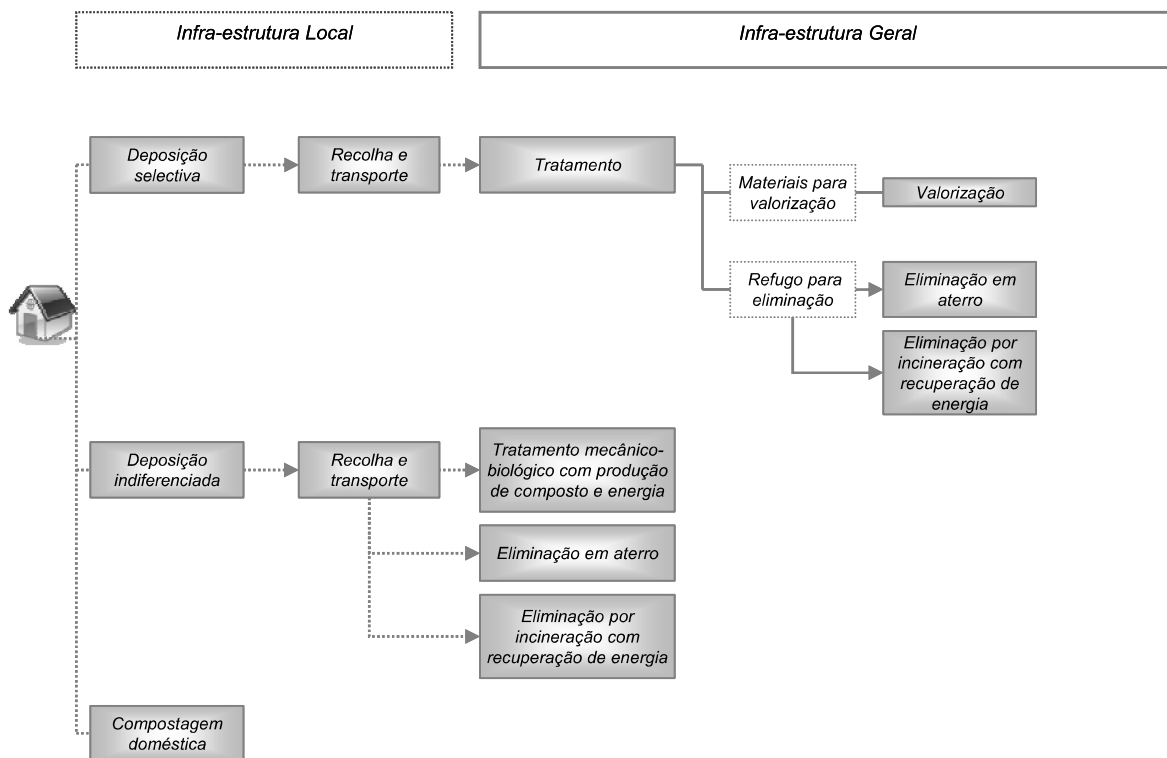 Infra-estrutura Local
Infra-estrutura Geral
Deposição
selectiva
Recolha e
transporte
Tratamento
Materiais para
valorização
Valorização
Refugo para
eliminação
Eliminação em
aterro
Eliminação por
incineração com
recuperação de
energia
Deposição
indiferenciada
Recolha e
transporte
Tratamento mecânico-
biológico com produção
de composto e energia
Eliminação em aterro
Eliminação por
incineração com
recuperação de energia
Compostagem
doméstica